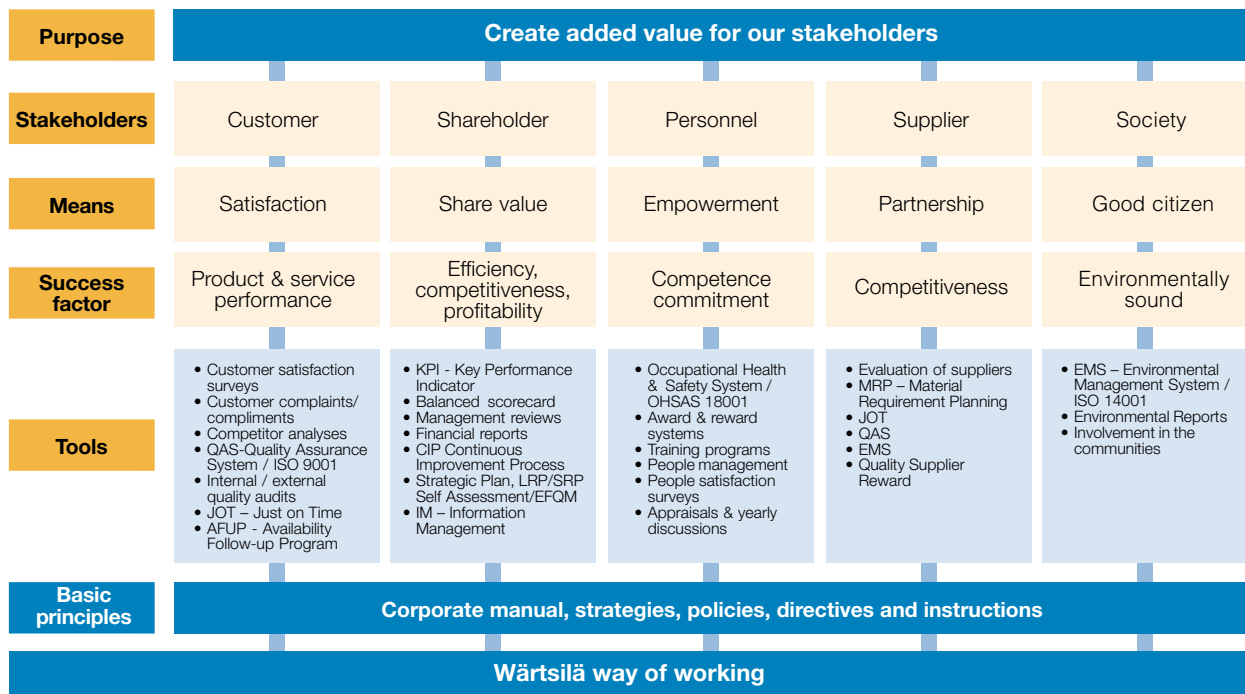 Purpose
Create added value for our stakeholders
Stakeholders
Customer
Shareholder
Personnel
Supplier
Society
Means
Satisfaction
Share value
Empowerment
Partnership
Good citizen
Success
factor
Product & service
performance
Efficiency,
competitiveness,
profitability
Competence
commitment
Competitiveness
Environmentally
sound
Tools
• Customer satisfaction
surveys
• Customer complaints/
compliments
• Competitor analyses
• QAS-Quality Assurance
System / ISO 9001
• Internal / external
quality audits
• JOT – Just on Time
• AFUP - Availability
Follow-up Program
• KPI - Key Performance
Indicator
• Balanced scorecard
• Management reviews
• Financial reports
• CIP Continuous
Improvement Process
• Strategic Plan, LRP/SRP
Self Assessment/EFQM
• IM – Information
Management
• Occupational Health
& Safety System /
OHSAS 18001
• Award & reward
systems
• Training programs
• People management
• People satisfaction
surveys
• Appraisals & yearly
discussions
• Evaluation of suppliers
• MRP – Material
Requirement Planning
• JOT
• QAS
• EMS
• Quality Supplier
Reward
• EMS – Environmental
Management System /
ISO 14001
• Environmental Reports
• Involvement in the
communities
Basic
principles
Corporate manual, strategies, policies, directives and instructions
Wärtsilä way of working